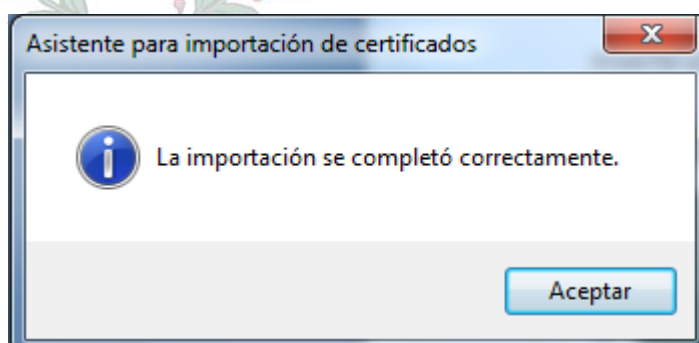 Asistente para importación de certificados
La importación se completó correctamente.
Aceptar